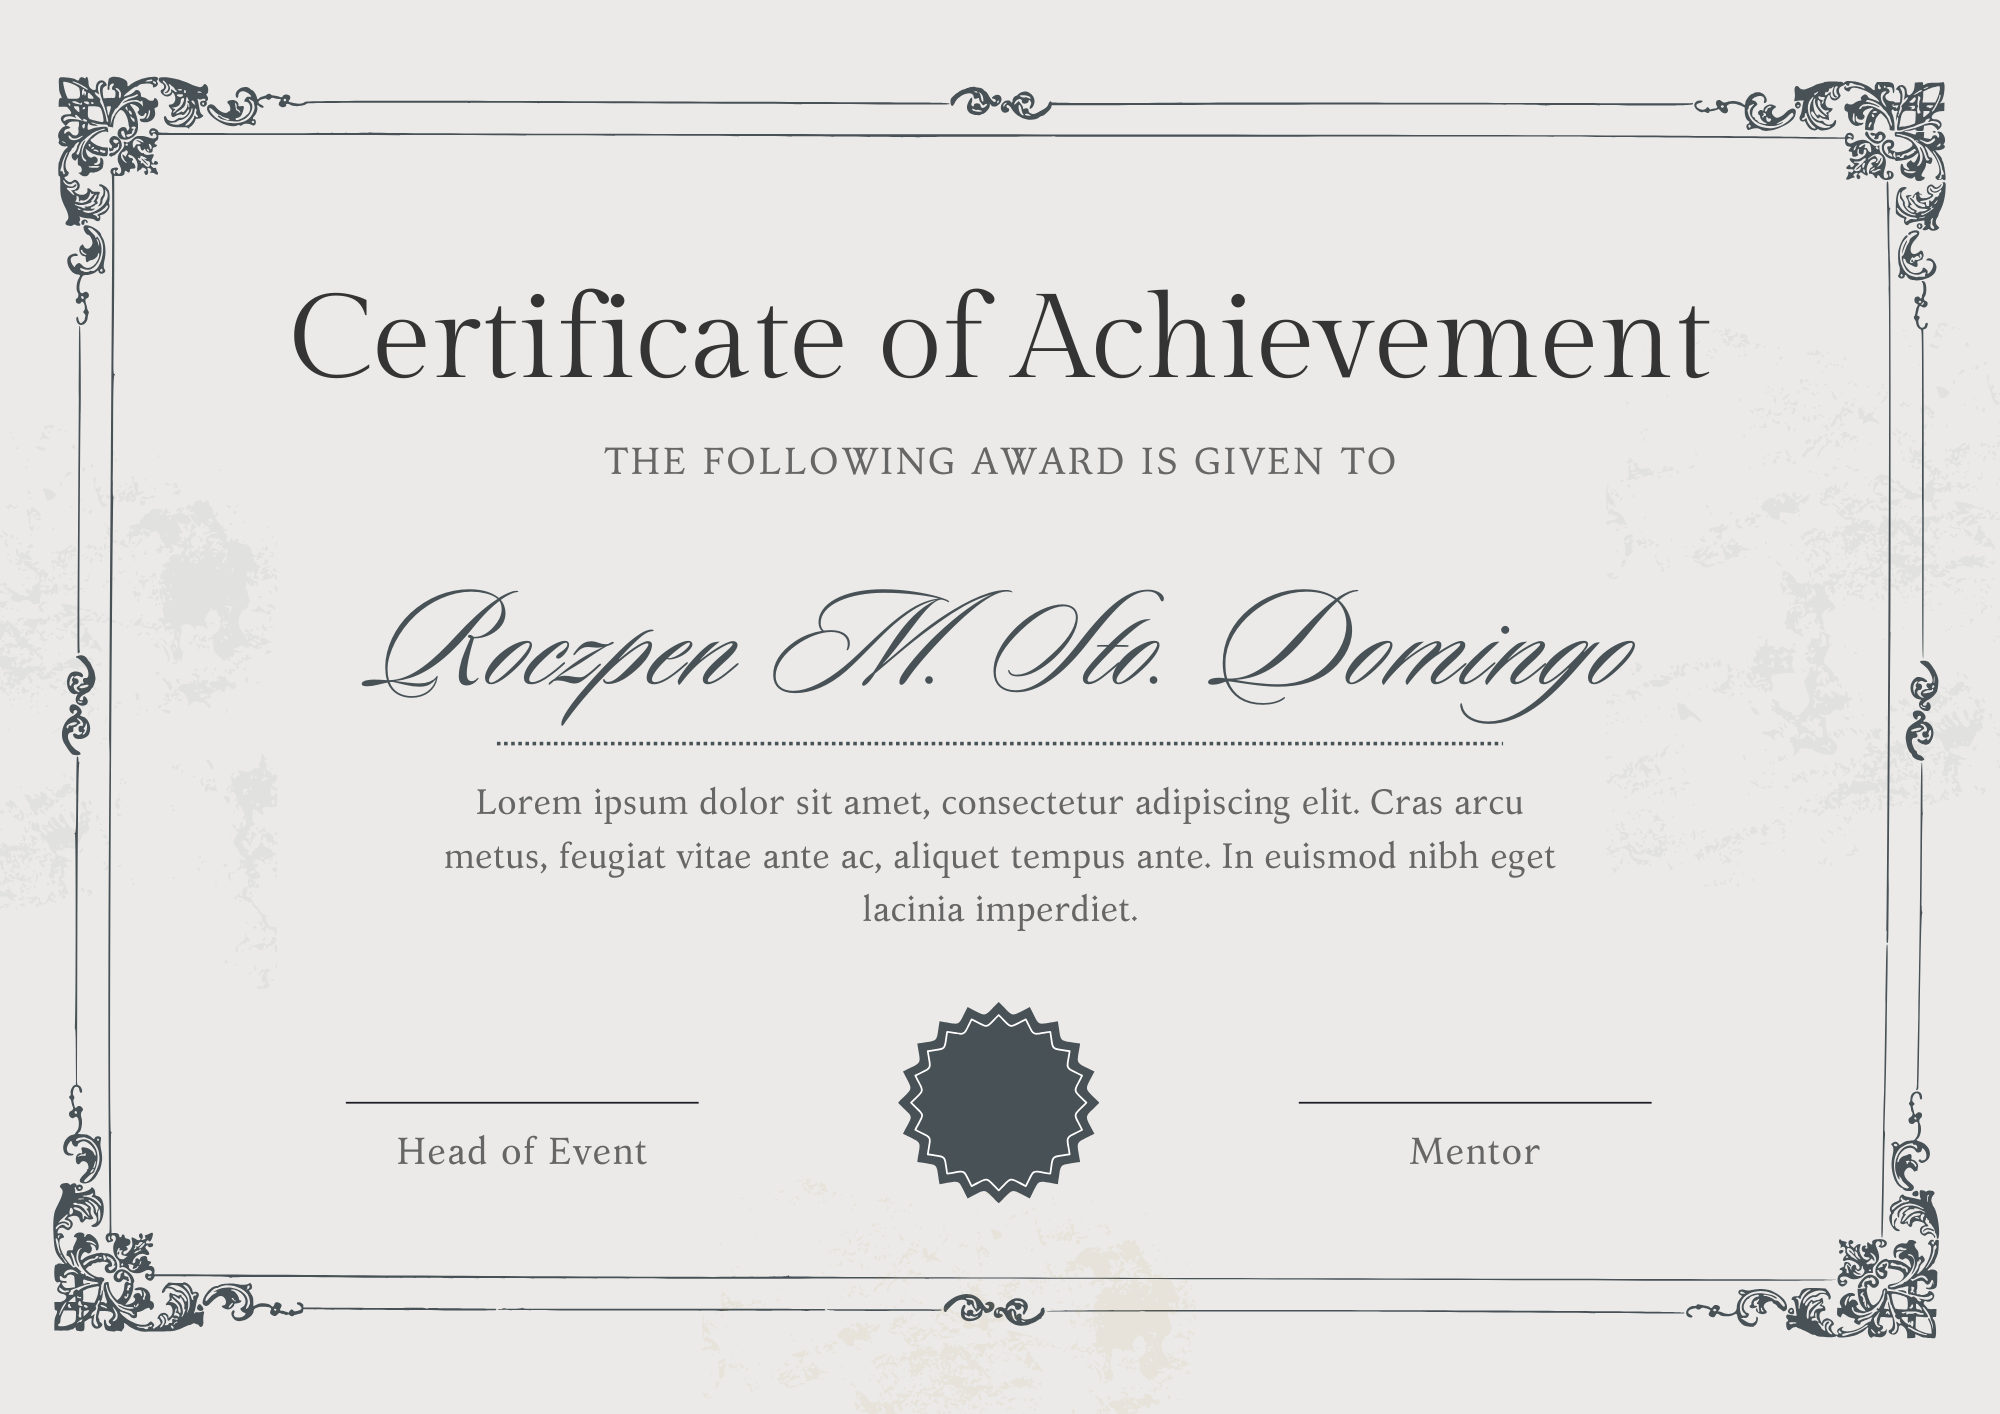 Certificate of Achievement
THE FOLLOWING AWARD IS GIVEN TO
Roczpen M. Sto. Domingo
Lorem ipsum dolor sit amet, consectetur adipiscing elit. Cras arcu
metus, feugiat vitae ante ac, aliquet tempus ante. In euismod nibh eget
lacinia imperdiet.
Head of Event
Mentor